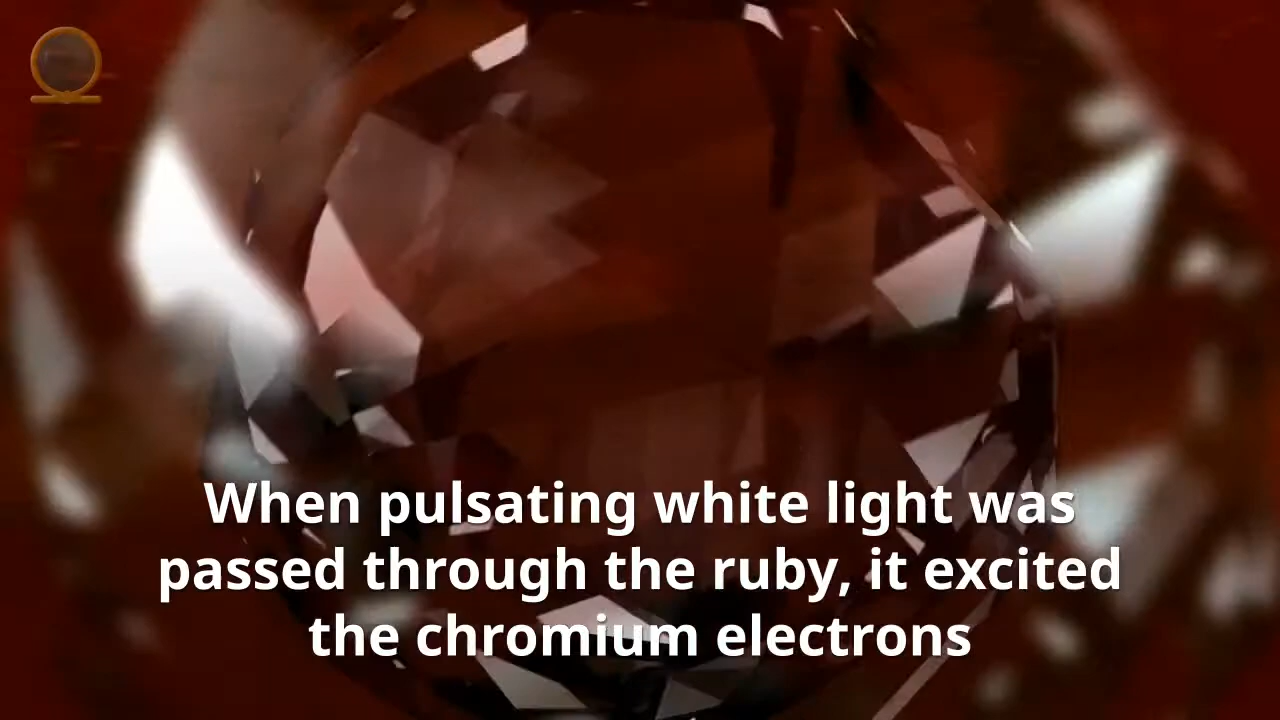 When pulsating white light was
passed through the ruby, it excited
the chromium electrons